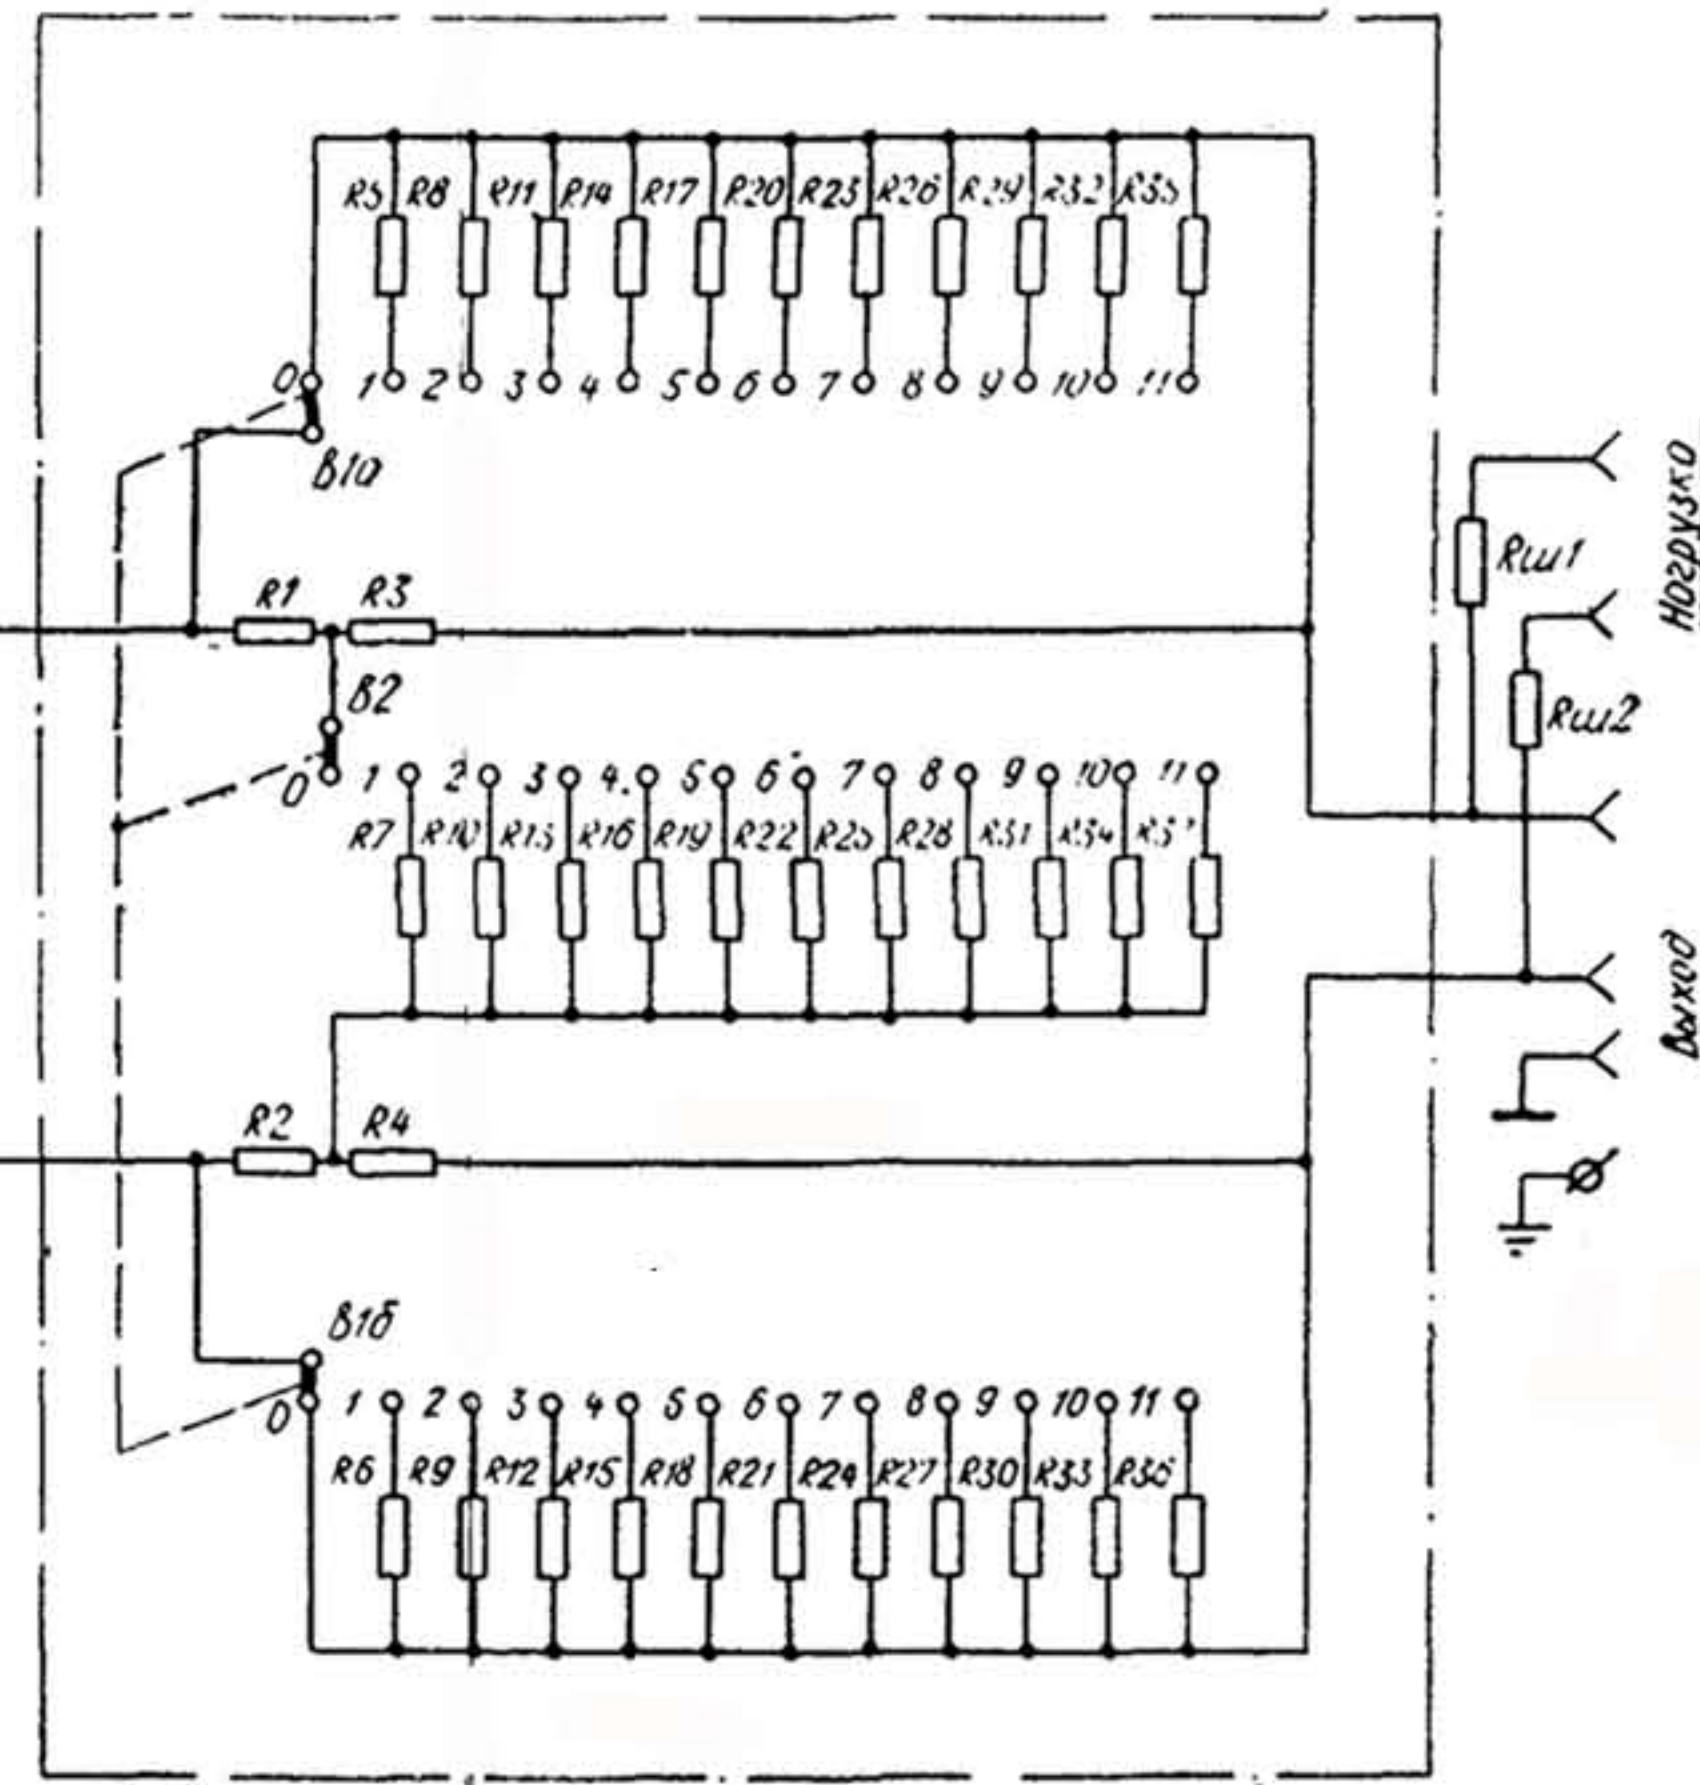 R5 R8 R11 R14 R17 R20 R23 R26 R29 R32 R35
0 1 2 3 4 5 6 7 8 9 10 11
В1а
Нагрузка
Rш1
R1 R3
В2
Rш2
0 1 2 3 4 5 6 7 8 9 10 11
R7 R10 R13 R16 R19 R22 R25 R28 R31 R34
Выход
R2 R4
В1б
0 1 2 3 4 5 6 7 8 9 10 11
R6 R9 R12 R15 R18 R21 R24 R27 R30 R33 R36